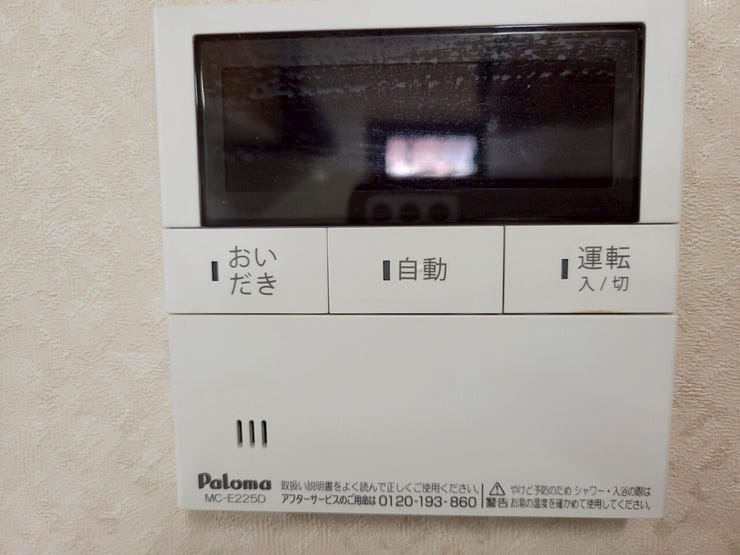 おい
だき
自動
運転
入/切
Paloma
MC-E225D
取扱い説明書をよく読んで正しくご使用ください。
アフターサービスのご用命は 0120-193-860
警告
やけど予防のため シャワー・入浴の際は
お湯の温度を確かめて使用してください。